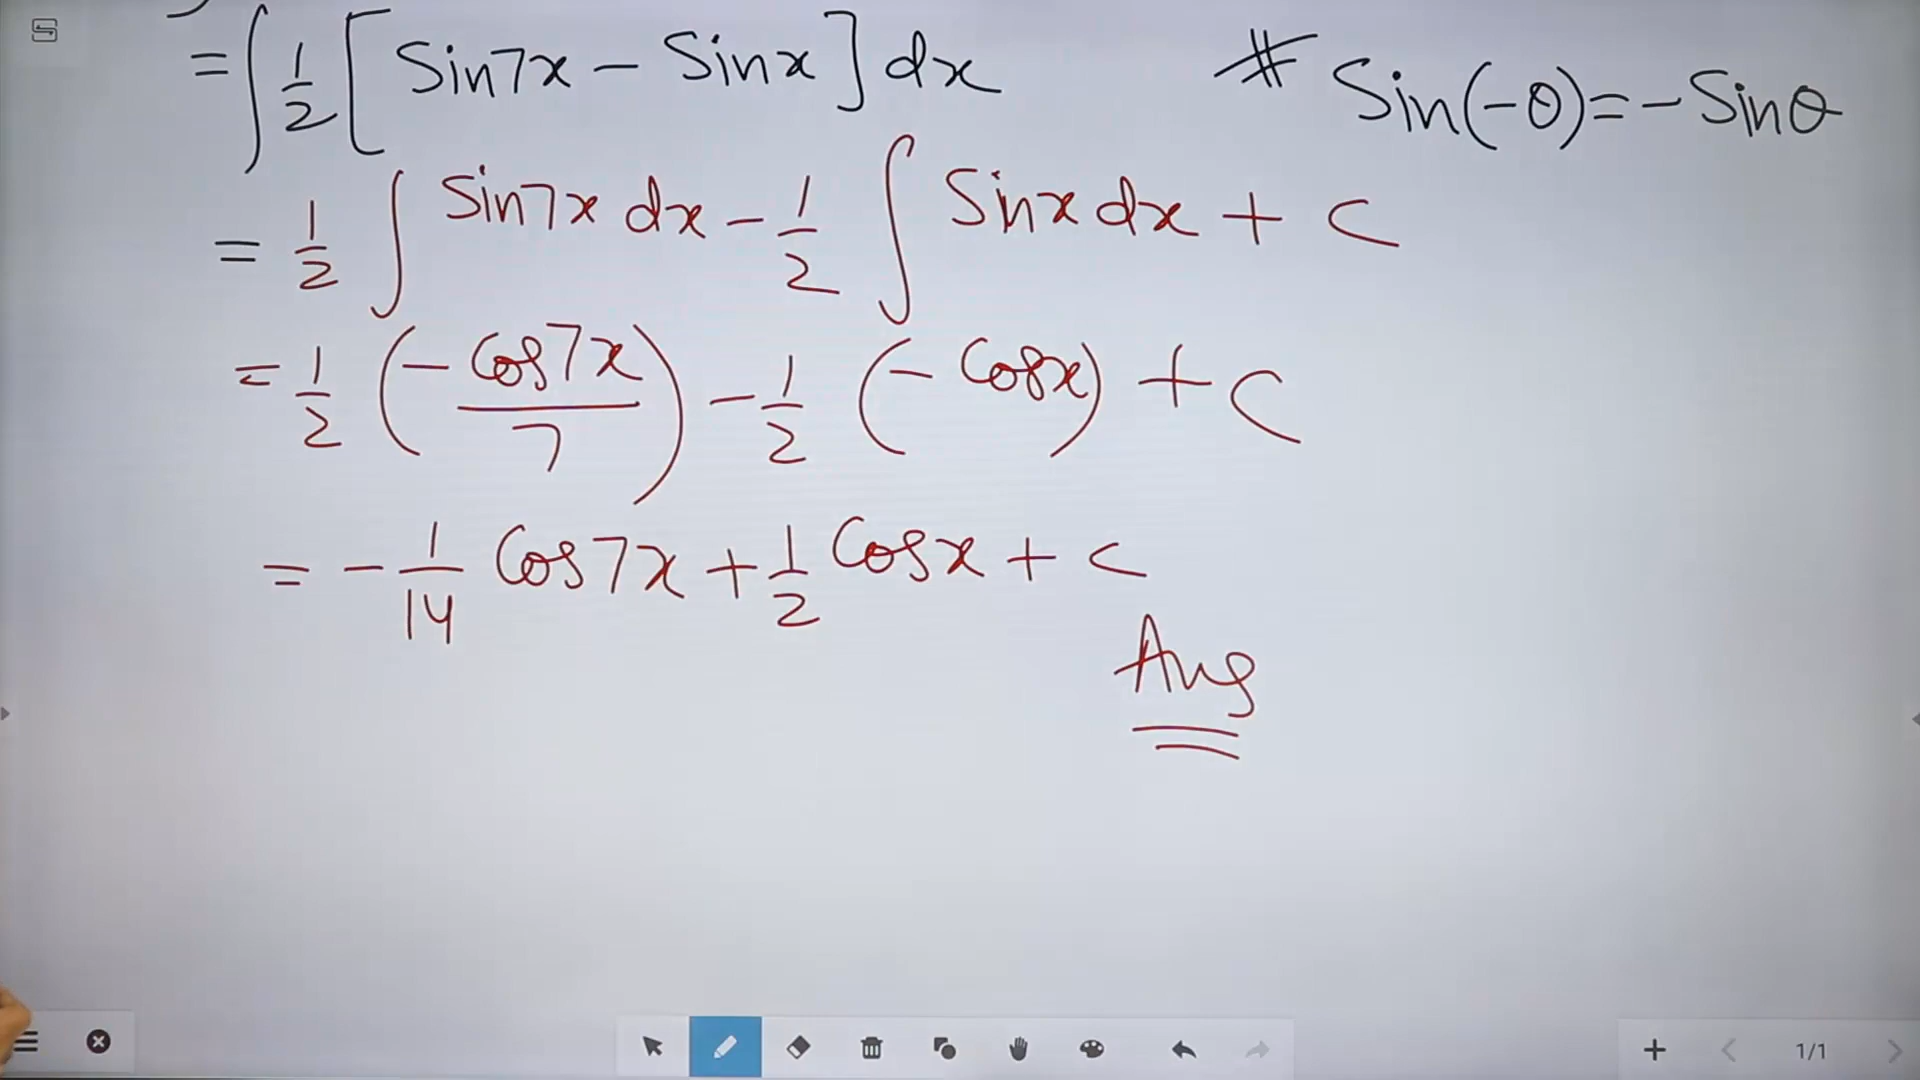 = ∫ 1/2 [ Sin7x − Sinx ] dx
# Sin(−θ) = − Sinθ
= 1/2 ∫ Sin7x dx − 1/2 ∫ Sinx dx + c
= 1/2 ( − Cos7x / 7 ) − 1/2 ( − Cosx ) + C
= − 1/14 Cos7x + 1/2 Cosx + c
Ans
1/1